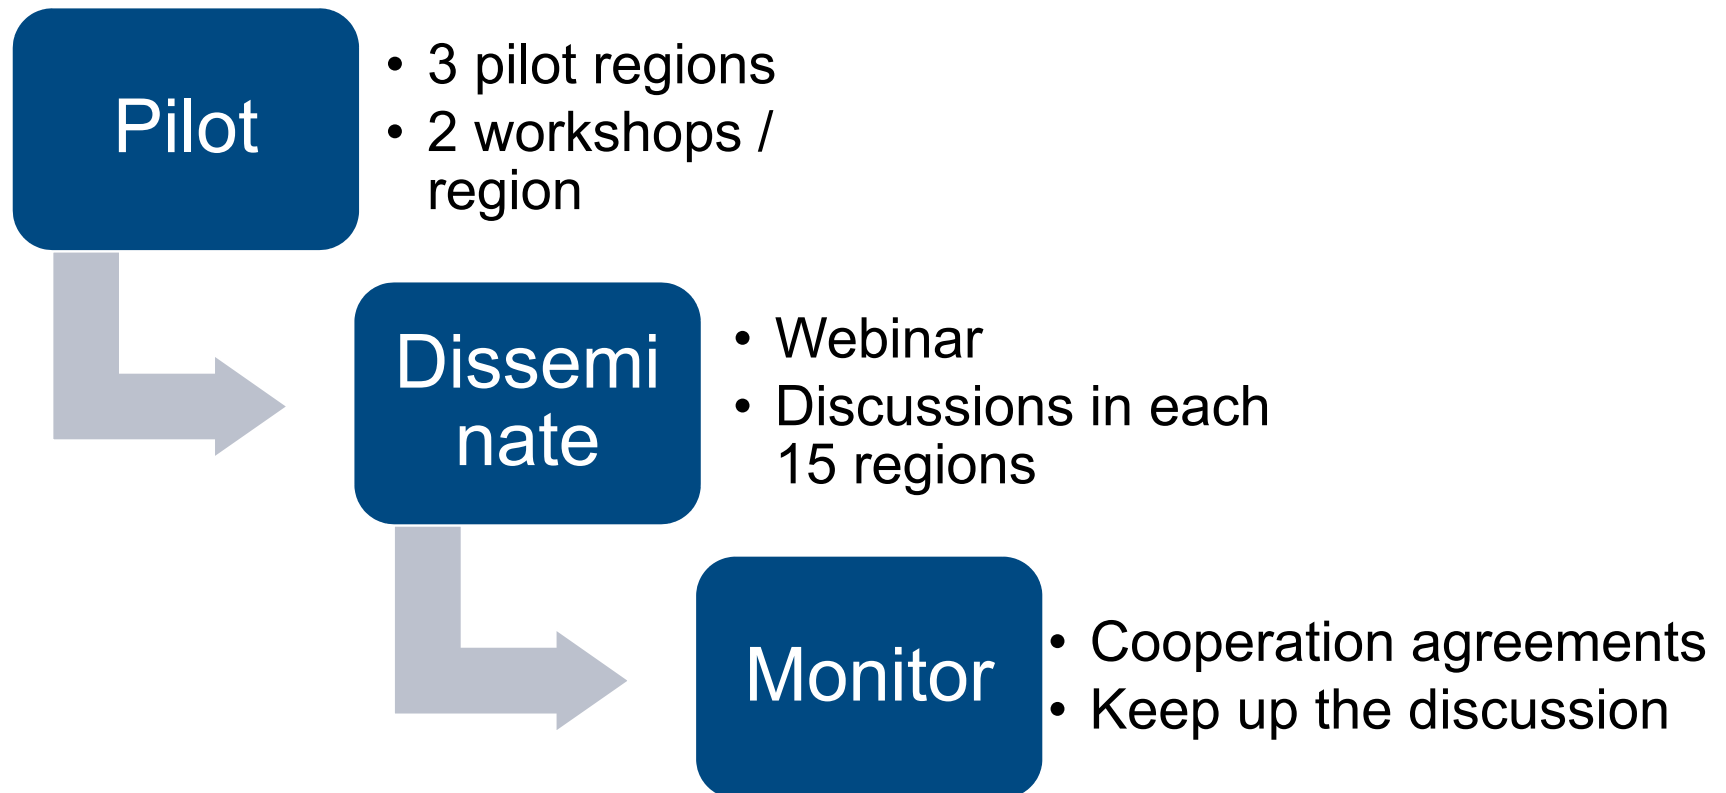 Pilot
• 3 pilot regions
• 2 workshops /
region
Dissemi
nate
• Webinar
• Discussions in each
15 regions
Monitor
• Cooperation agreements
• Keep up the discussion